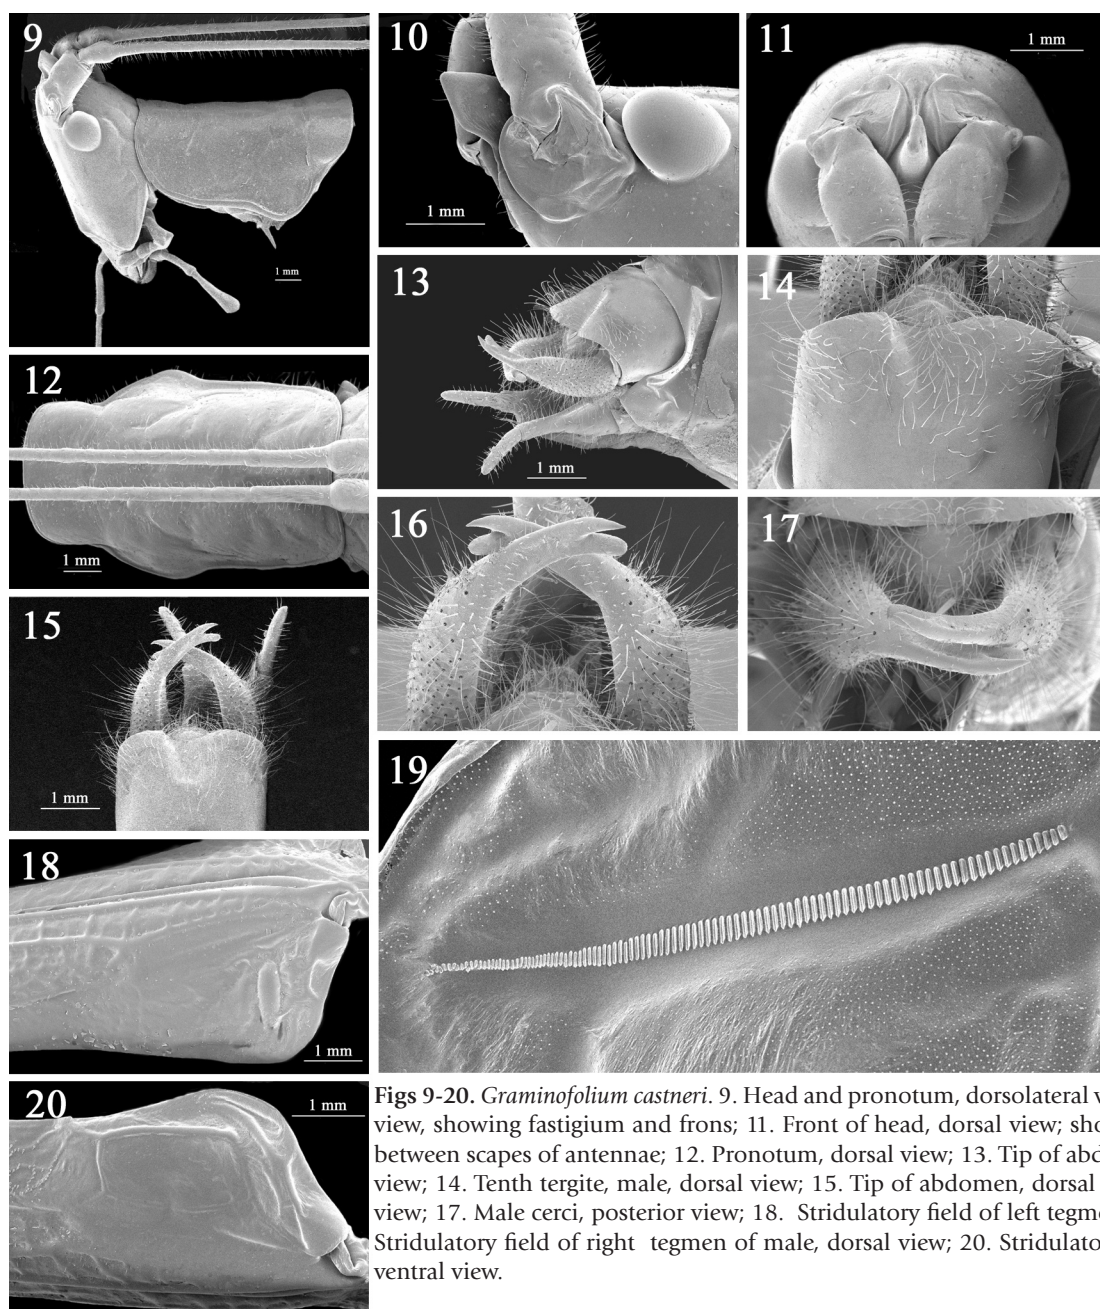 9
1 mm
10
1 mm
11
1 mm
12
1 mm
13
1 mm
14
15
1 mm
16
17
18
1 mm
19
20
1 mm
Figs 9-20. Graminofolium castneri. 9. Head and pronotum, dorsolateral
view, showing fastigium and frons; 11. Front of head, dorsal view;
between scapes of antennae; 12. Pronotum, dorsal view; 13. Tip of
view; 14. Tenth tergite, male, dorsal view; 15. Tip of abdomen, dorsal
view; 17. Male cerci, posterior view; 18. Stridulatory field of left
Stridulatory field of right tegmen of male, dorsal view; 20.
ventral view.